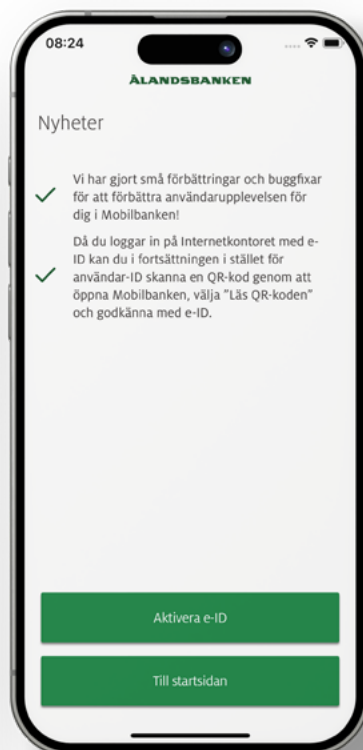 08:24
ÅLANDSBANKEN
Nyheter
Vi har gjort små förbättringar och buggfixar
för att förbättra användarupplevelsen för
dig i Mobilbanken!
Då du loggar in på Internetkontoret med e-
ID kan du i fortsättningen i stället för
användar-ID skanna en QR-kod genom att
öppna Mobilbanken, välja ”Läs QR-koden”
och godkänna med e-ID.
Aktivera e-ID
Till startsidan